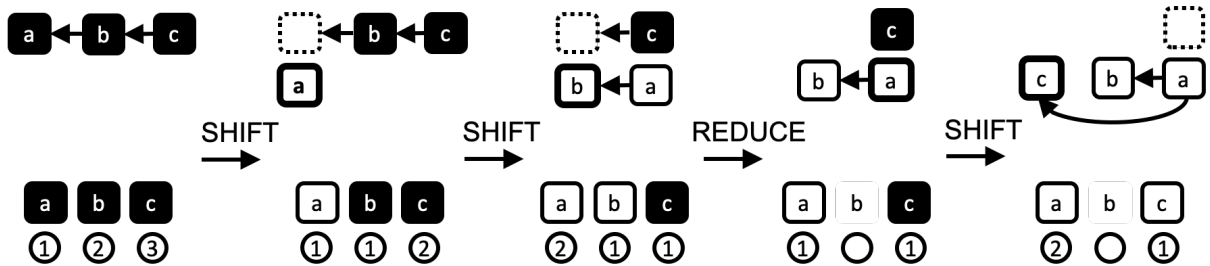 a b c b c c c
a b a b a c b a
SHIFT SHIFT REDUCE SHIFT
a b c a b c a b c a b c a b c
1 2 3 1 1 2 2 1 1 1 1 2 1